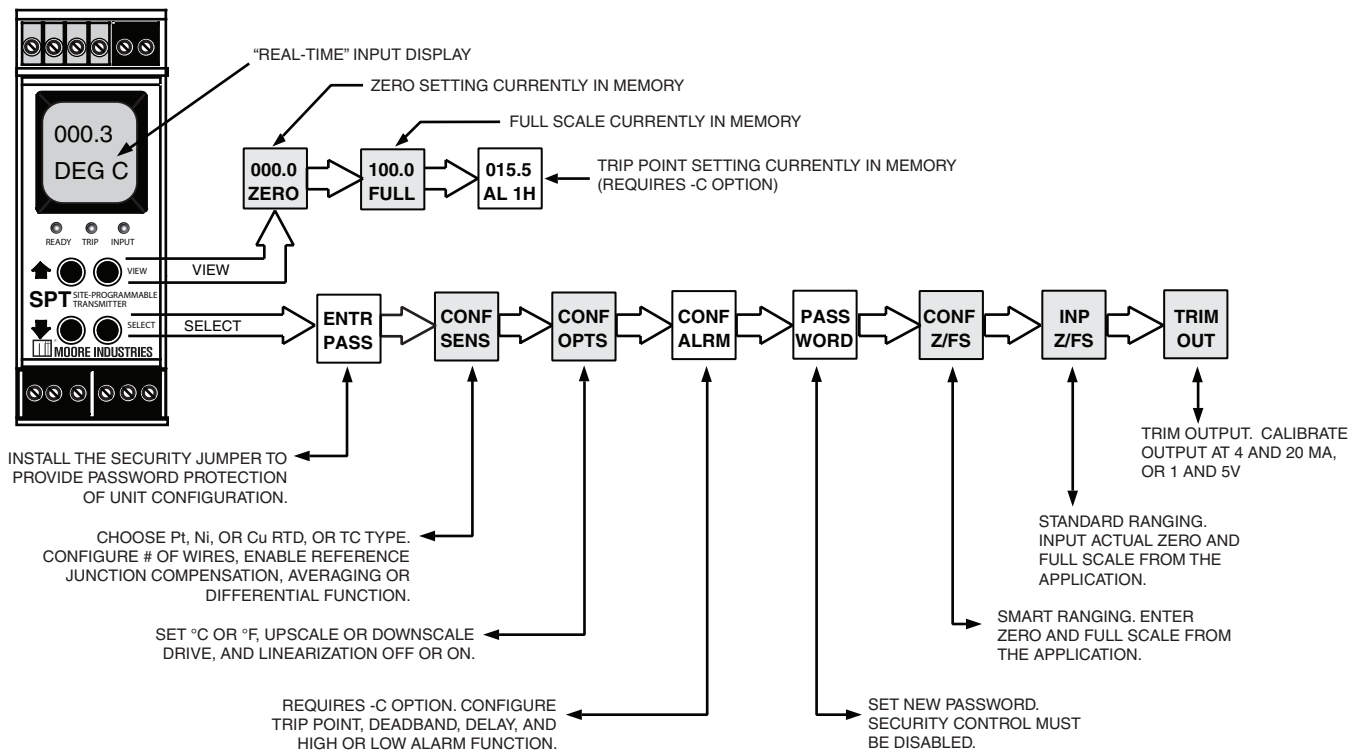 “REAL-TIME” INPUT DISPLAY
ZERO SETTING CURRENTLY IN MEMORY
FULL SCALE CURRENTLY IN MEMORY
000.3
DEG C
000.0
ZERO
100.0
FULL
015.5
AL 1H
TRIP POINT SETTING CURRENTLY IN MEMORY
(REQUIRES -C OPTION)
READY TRIP INPUT
VIEW
VIEW
SPT SITE-PROGRAMMABLE
TRANSMITTER
SELECT
SELECT
MOORE INDUSTRIES
ENTR
PASS
CONF
SENS
CONF
OPTS
CONF
ALRM
PASS
WORD
CONF
Z/FS
INP
Z/FS
TRIM
OUT
INSTALL THE SECURITY JUMPER TO
PROVIDE PASSWORD PROTECTION
OF UNIT CONFIGURATION.
CHOOSE Pt, Ni, OR Cu RTD, OR TC TYPE.
CONFIGURE # OF WIRES, ENABLE REFERENCE
JUNCTION COMPENSATION, AVERAGING OR
DIFFERENTIAL FUNCTION.
SET °C OR °F, UPSCALE OR DOWNSCALE
DRIVE, AND LINEARIZATION OFF OR ON.
REQUIRES -C OPTION. CONFIGURE
TRIP POINT, DEADBAND, DELAY, AND
HIGH OR LOW ALARM FUNCTION.
SET NEW PASSWORD.
SECURITY CONTROL MUST
BE DISABLED.
SMART RANGING. ENTER
ZERO AND FULL SCALE FROM
THE APPLICATION.
STANDARD RANGING.
INPUT ACTUAL ZERO AND
FULL SCALE FROM THE
APPLICATION.
TRIM OUTPUT. CALIBRATE
OUTPUT AT 4 AND 20 MA,
OR 1 AND 5V